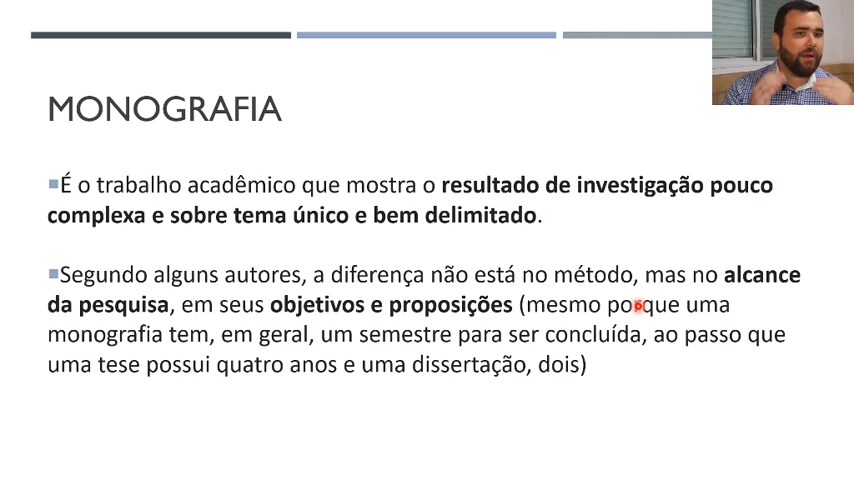 MONOGRAFIA
É o trabalho acadêmico que mostra o resultado de investigação pouco
complexa e sobre tema único e bem delimitado.
Segundo alguns autores, a diferença não está no método, mas no alcance
da pesquisa, em seus objetivos e proposições (mesmo porque uma
monografia tem, em geral, um semestre para ser concluída, ao passo que
uma tese possui quatro anos e uma dissertação, dois)